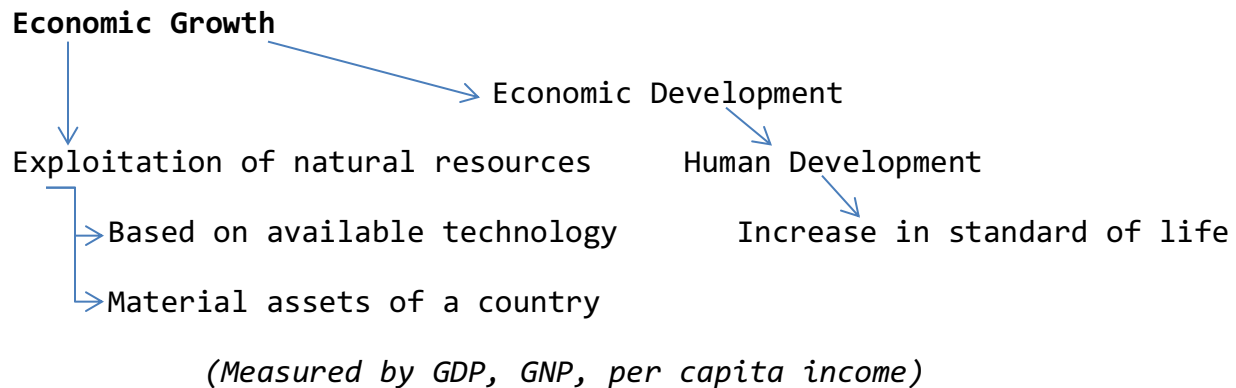 Economic Growth
Economic Development
Exploitation of natural resources Human Development
Based on available technology Increase in standard of life
Material assets of a country
(Measured by GDP, GNP, per capita income)